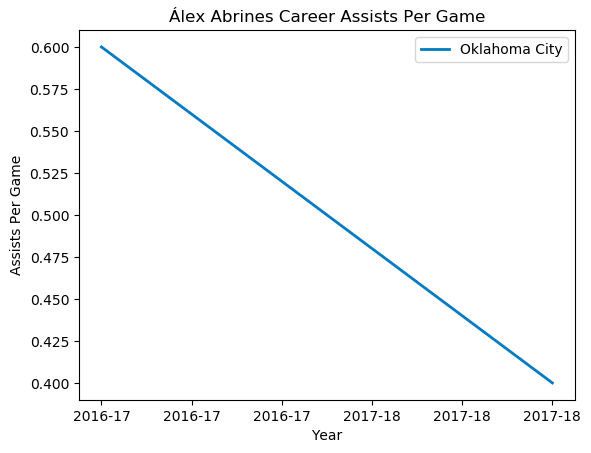 Álex Abrines Career Assists Per Game
Oklahoma City
Assists Per Game
0.600
0.575
0.550
0.525
0.500
0.475
0.450
0.425
0.400
2016-17 2016-17 2016-17 2017-18 2017-18 2017-18
Year